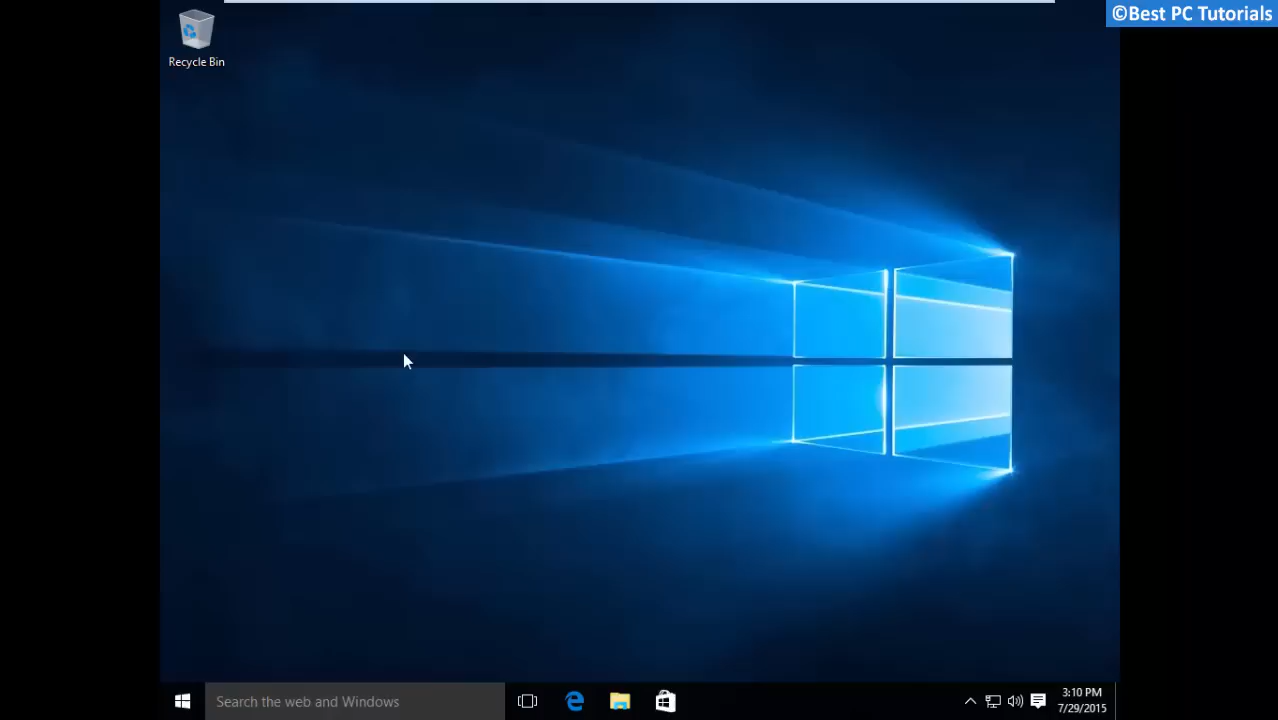 ©Best PC Tutorials
Recycle Bin
Search the web and Windows
3:10 PM
7/29/2015